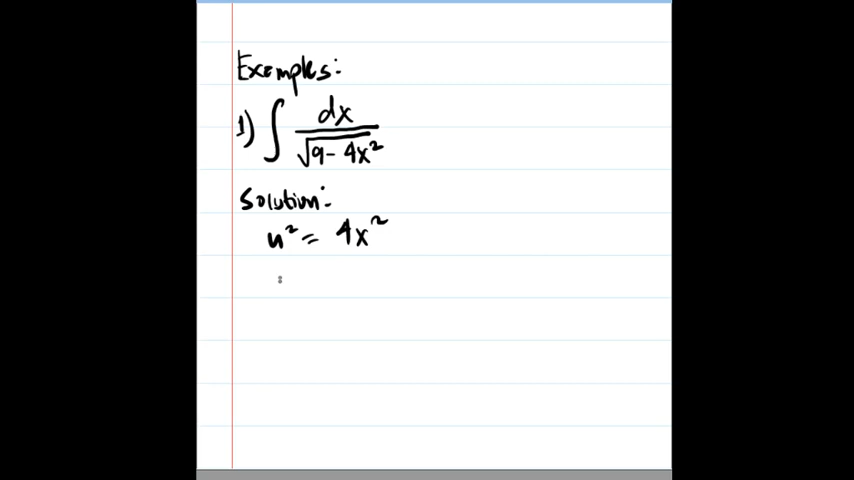 Examples:
1) ∫ dx / √(9 - 4x²)
Solution:
u² = 4x²